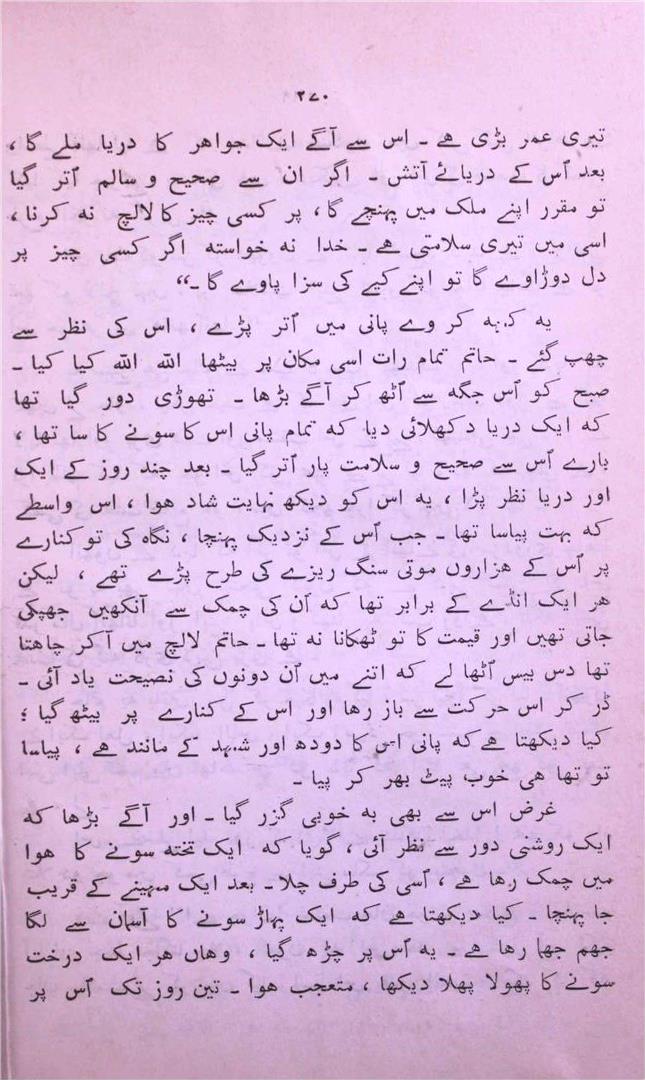 ۲۷۰
تیری عمر بڑی ہے ۔ اس سے آگے ایک جواہر کا دریا ملے گا ،
بعد اُس کے دریائے آتش ۔ اگر ان سے صحیح و سالم اُتر گیا
تو مقرر اپنے ملک میں پہنچے گا ، پر کسی چیز کا لالچ نہ کرنا ،
اسی میں تیری سلامتی ہے ۔ خدا نہ خواستہ اگر کسی چیز پر
دل دوڑاوے گا تو اپنے کیے کی سزا پاوے گا ۔“
یہ کہہ کر وے پانی میں اُتر پڑے ، اس کی نظر سے
چھپ گئے ۔ حاتم تمام رات اسی مکان پر بیٹھا اللہ اللہ کیا کیا ۔
صبح کو اُس جگہ سے اُٹھ کر آگے بڑھا ۔ تھوڑی دور گیا تھا
کہ ایک دریا دکھلائی دیا کہ تمام پانی اس کا سونے کا سا تھا ،
بارے اُس سے صحیح و سلامت پار اُتر گیا ۔ بعد چند روز کے ایک
اور دریا نظر پڑا ، یہ اس کو دیکھ نہایت شاد ہوا ، اس واسطے
کہ بہت پیاسا تھا ۔ جب اُس کے نزدیک پہنچا ، نگاہ کی تو کنارے
پر اُس کے ہزاروں موتی سنگ ریزے کی طرح پڑے تھے ، لیکن
ہر ایک انڈے کے برابر تھا کہ اُن کی چمک سے آنکھیں جھپکی
جاتی تھیں اور قیمت کا تو ٹھکانا نہ تھا ۔ حاتم لالچ میں آ کر چاہتا
تھا دس بیس اُٹھا لے کہ اتنے میں اُن دونوں کی نصیحت یاد آئی ۔
ڈر کر اس حرکت سے باز رہا اور اس کے کنارے پر بیٹھ گیا ؛
کیا دیکھتا ہے کہ پانی اس کا دودھ اور شہد کے مانند ہے ، پیاسا
تو تھا ہی خوب پیٹ بھر کر پیا ۔
غرض اس سے بھی بہ خوبی گزر گیا ۔ اور آگے بڑھا کہ
ایک روشنی دور سے نظر آئی ، گویا کہ ایک تختہ سونے کا ہوا
میں چمک رہا ہے ، اُسی کی طرف چلا ۔ بعد ایک مہینے کے قریب
جا پہنچا ۔ کیا دیکھتا ہے کہ ایک پہاڑ سونے کا آسمان سے لگا
جھم جھا رہا ہے ۔ یہ اُس پر چڑھ گیا ، وہاں ہر ایک درخت
سونے کا پھولا پھلا دیکھا ، متعجب ہوا ۔ تین روز تک اُس پر